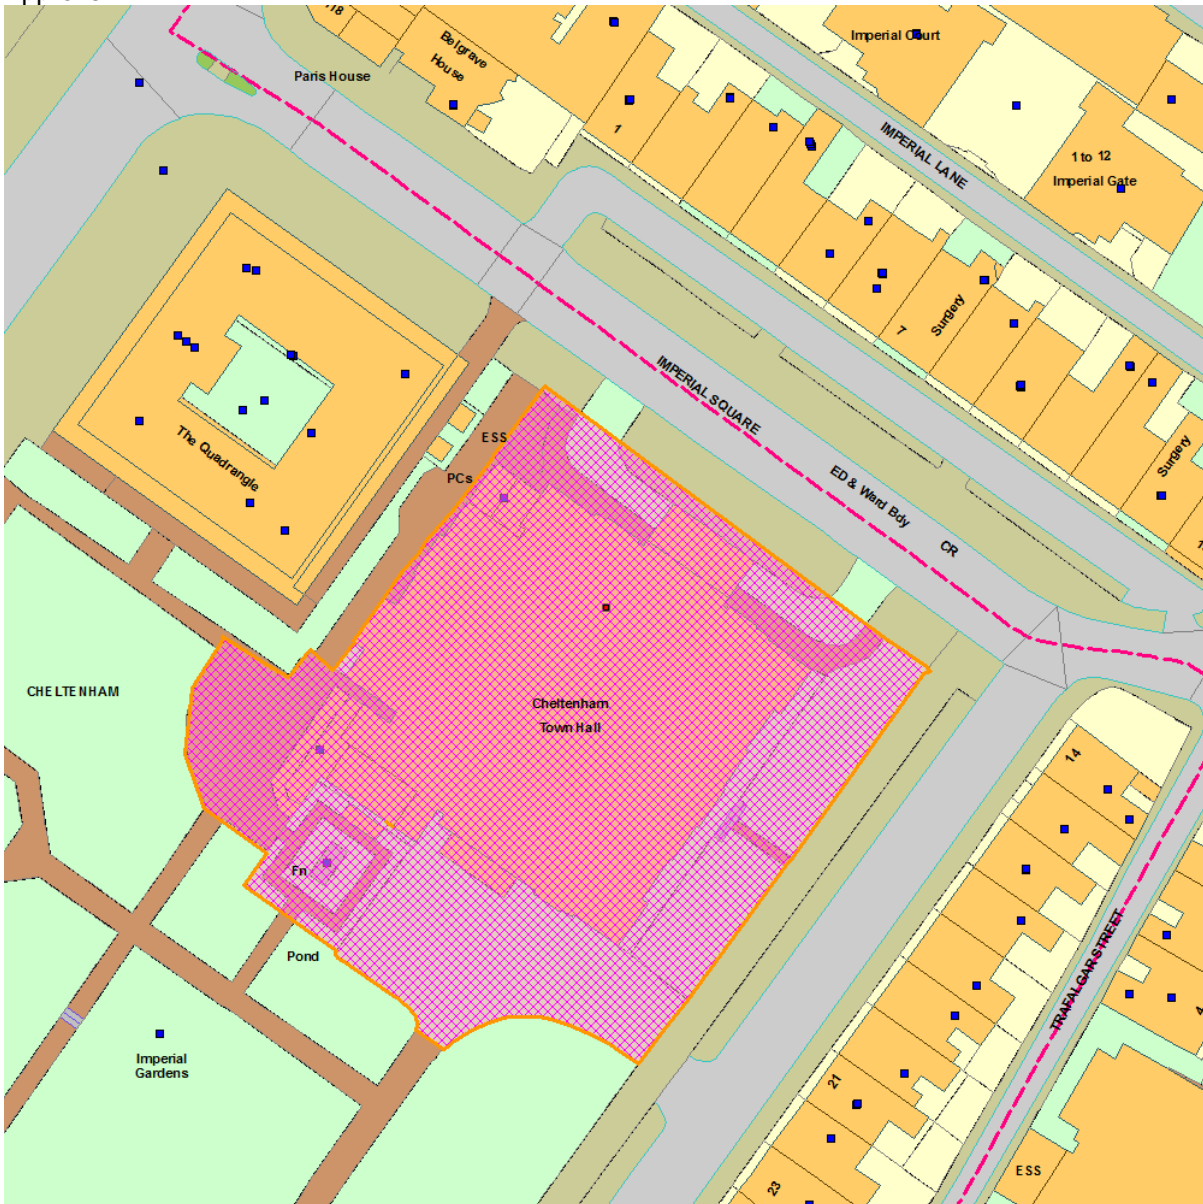 118
Belgrave
House
Paris House
Imperial Court
1
IMPERIAL LANE
1 to 12
Imperial Gate
7
Surgery
IMPERIAL SQUARE
The Quadrangle
ESS
PCs
ED & Ward Bdy
CR
Surgery
CHELTENHAM
Cheltenham
Town Hall
14
Fn
Pond
TRAFALGAR STREET
Imperial
Gardens
21
23
ESS
4